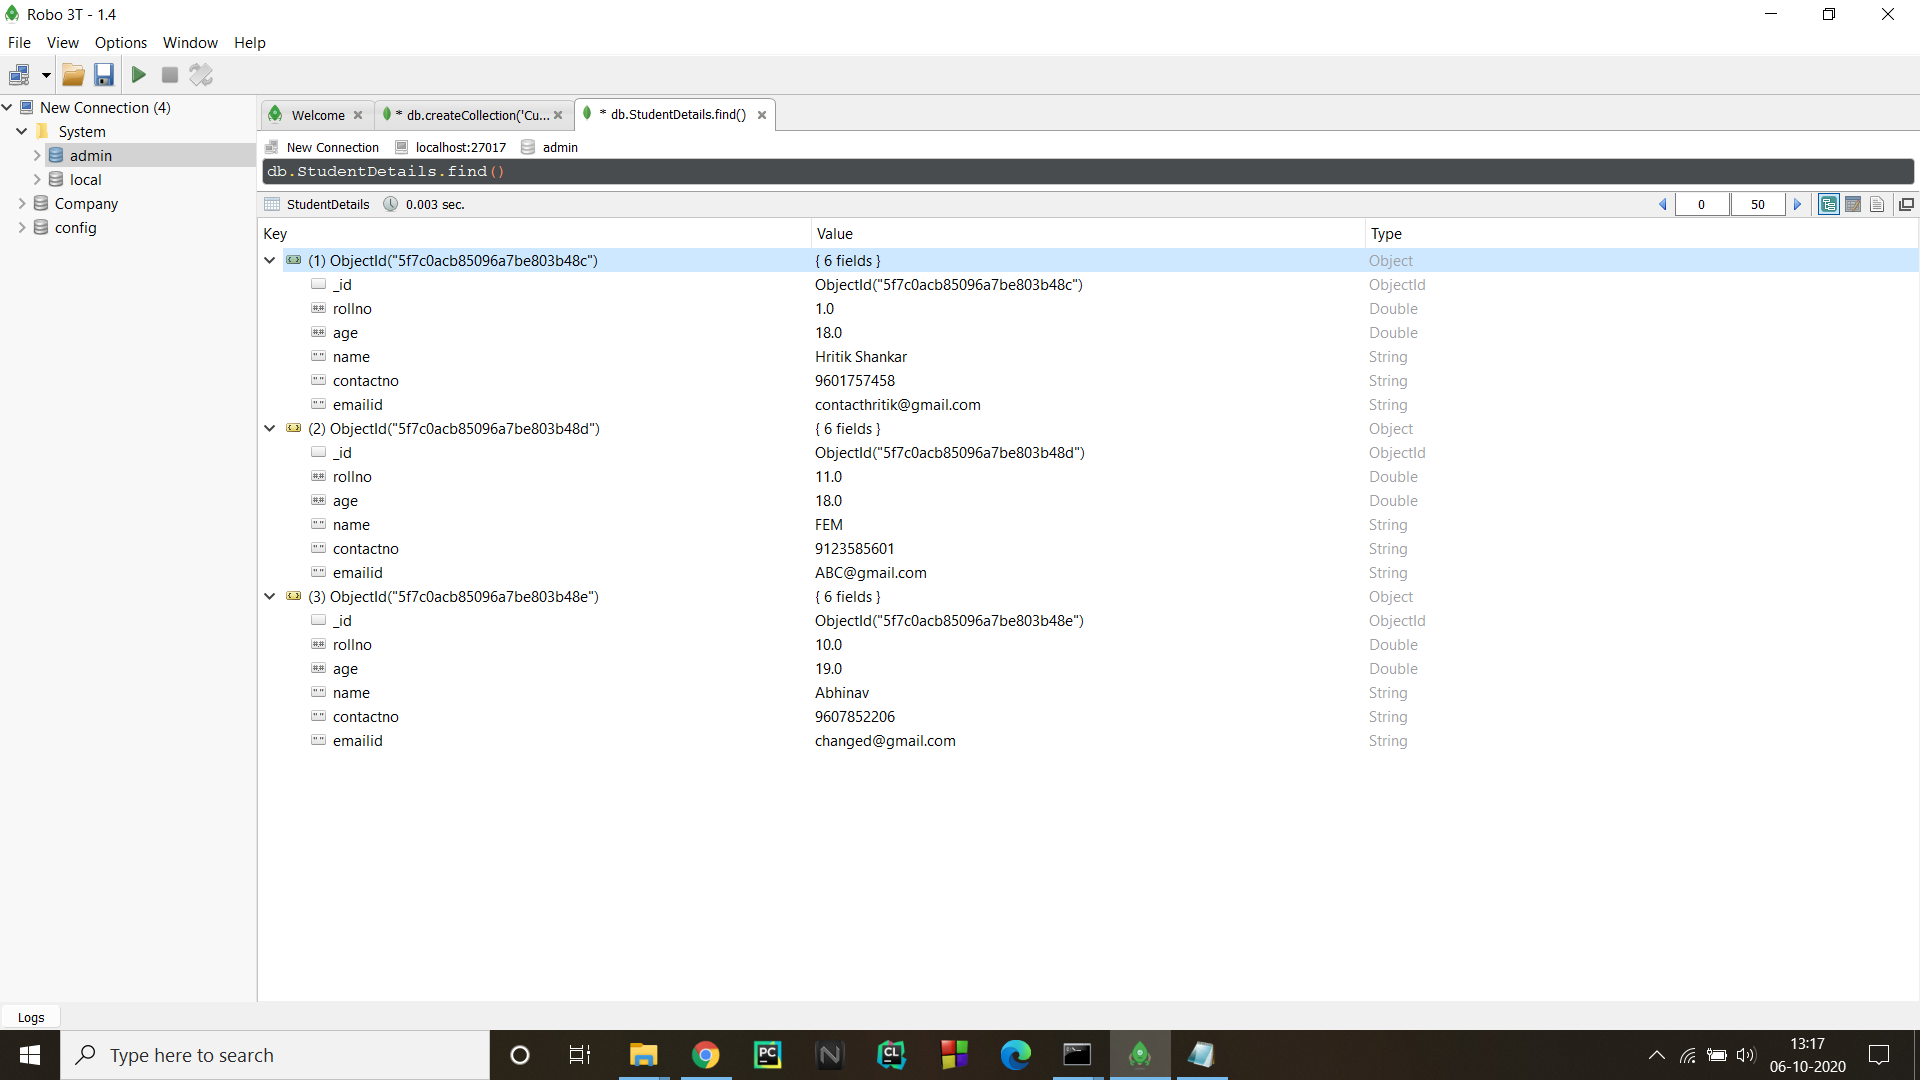 Robo 3T - 1.4
File View Options Window Help
New Connection (4)
System
admin
local
Company
config
Welcome
* db.createCollection('Cu...
* db.StudentDetails.find()
New Connection localhost:27017 admin
db.StudentDetails.find()
StudentDetails 0.003 sec. 0 50
Key Value Type
(1) ObjectId("5f7c0acb85096a7be803b48c") { 6 fields } Object
_id ObjectId("5f7c0acb85096a7be803b48c") ObjectId
rollno 1.0 Double
age 18.0 Double
name Hritik Shankar String
contactno 9601757458 String
emailid contacthritik@gmail.com String
(2) ObjectId("5f7c0acb85096a7be803b48d") { 6 fields } Object
_id ObjectId("5f7c0acb85096a7be803b48d") ObjectId
rollno 11.0 Double
age 18.0 Double
name FEM String
contactno 9123585601 String
emailid ABC@gmail.com String
(3) ObjectId("5f7c0acb85096a7be803b48e") { 6 fields } Object
_id ObjectId("5f7c0acb85096a7be803b48e") ObjectId
rollno 10.0 Double
age 19.0 Double
name Abhinav String
contactno 9607852206 String
emailid changed@gmail.com String
Logs
Type here to search
PC
N
CL
13:17
06-10-2020